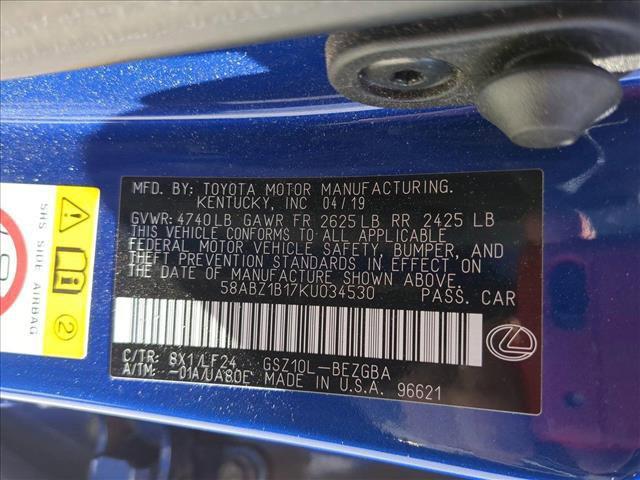 MFD. BY: TOYOTA MOTOR MANUFACTURING.
KENTUCKY, INC 04/19
GVWR: 4740LB GAWR FR 2625LB RR 2425 LB
THIS VEHICLE CONFORMS TO ALL APPLICABLE
FEDERAL MOTOR VEHICLE SAFETY BUMPER, AND
THEFT PREVENTION STANDARDS IN EFFECT ON
THE DATE OF MANUFACTURE SHOWN ABOVE.
58ABZ1B17KU034530 PASS. CAR
C/TR: 8X1/LF24 GSZ10L-BEZGBA
A/TM: -01A/UA80E MADE IN U.S.A. 96621
SRS SIDE AIRBAG
2